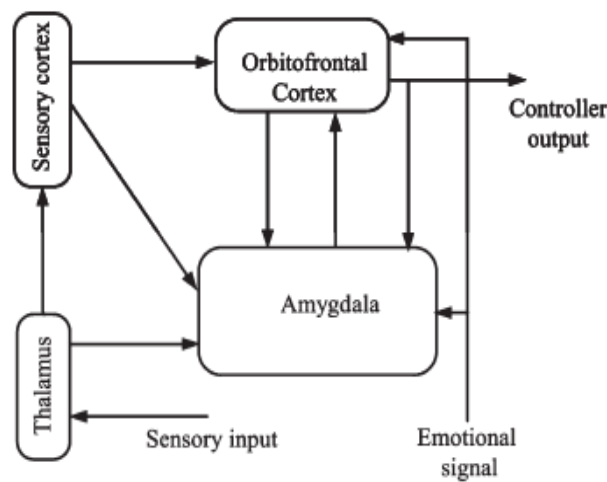 Sensory cortex
Orbitofrontal
Cortex
Controller
output
Amygdala
Thalamus
Sensory input
Emotional
signal